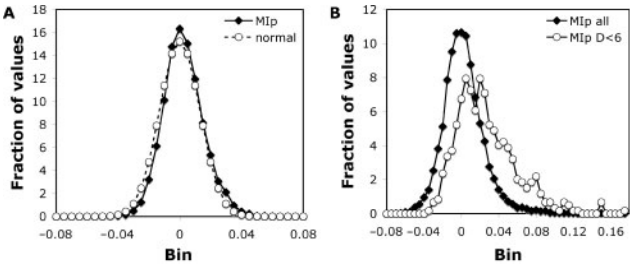 A
MIp
normal
18
16
14
12
10
8
6
4
2
0
Fraction of values
-0.08 -0.04 0 0.04 0.08
Bin
B
MIp all
MIp D<6
12
10
8
6
4
2
0
Fraction of values
-0.08 -0.04 0 0.04 0.08 0.12 0.16
Bin